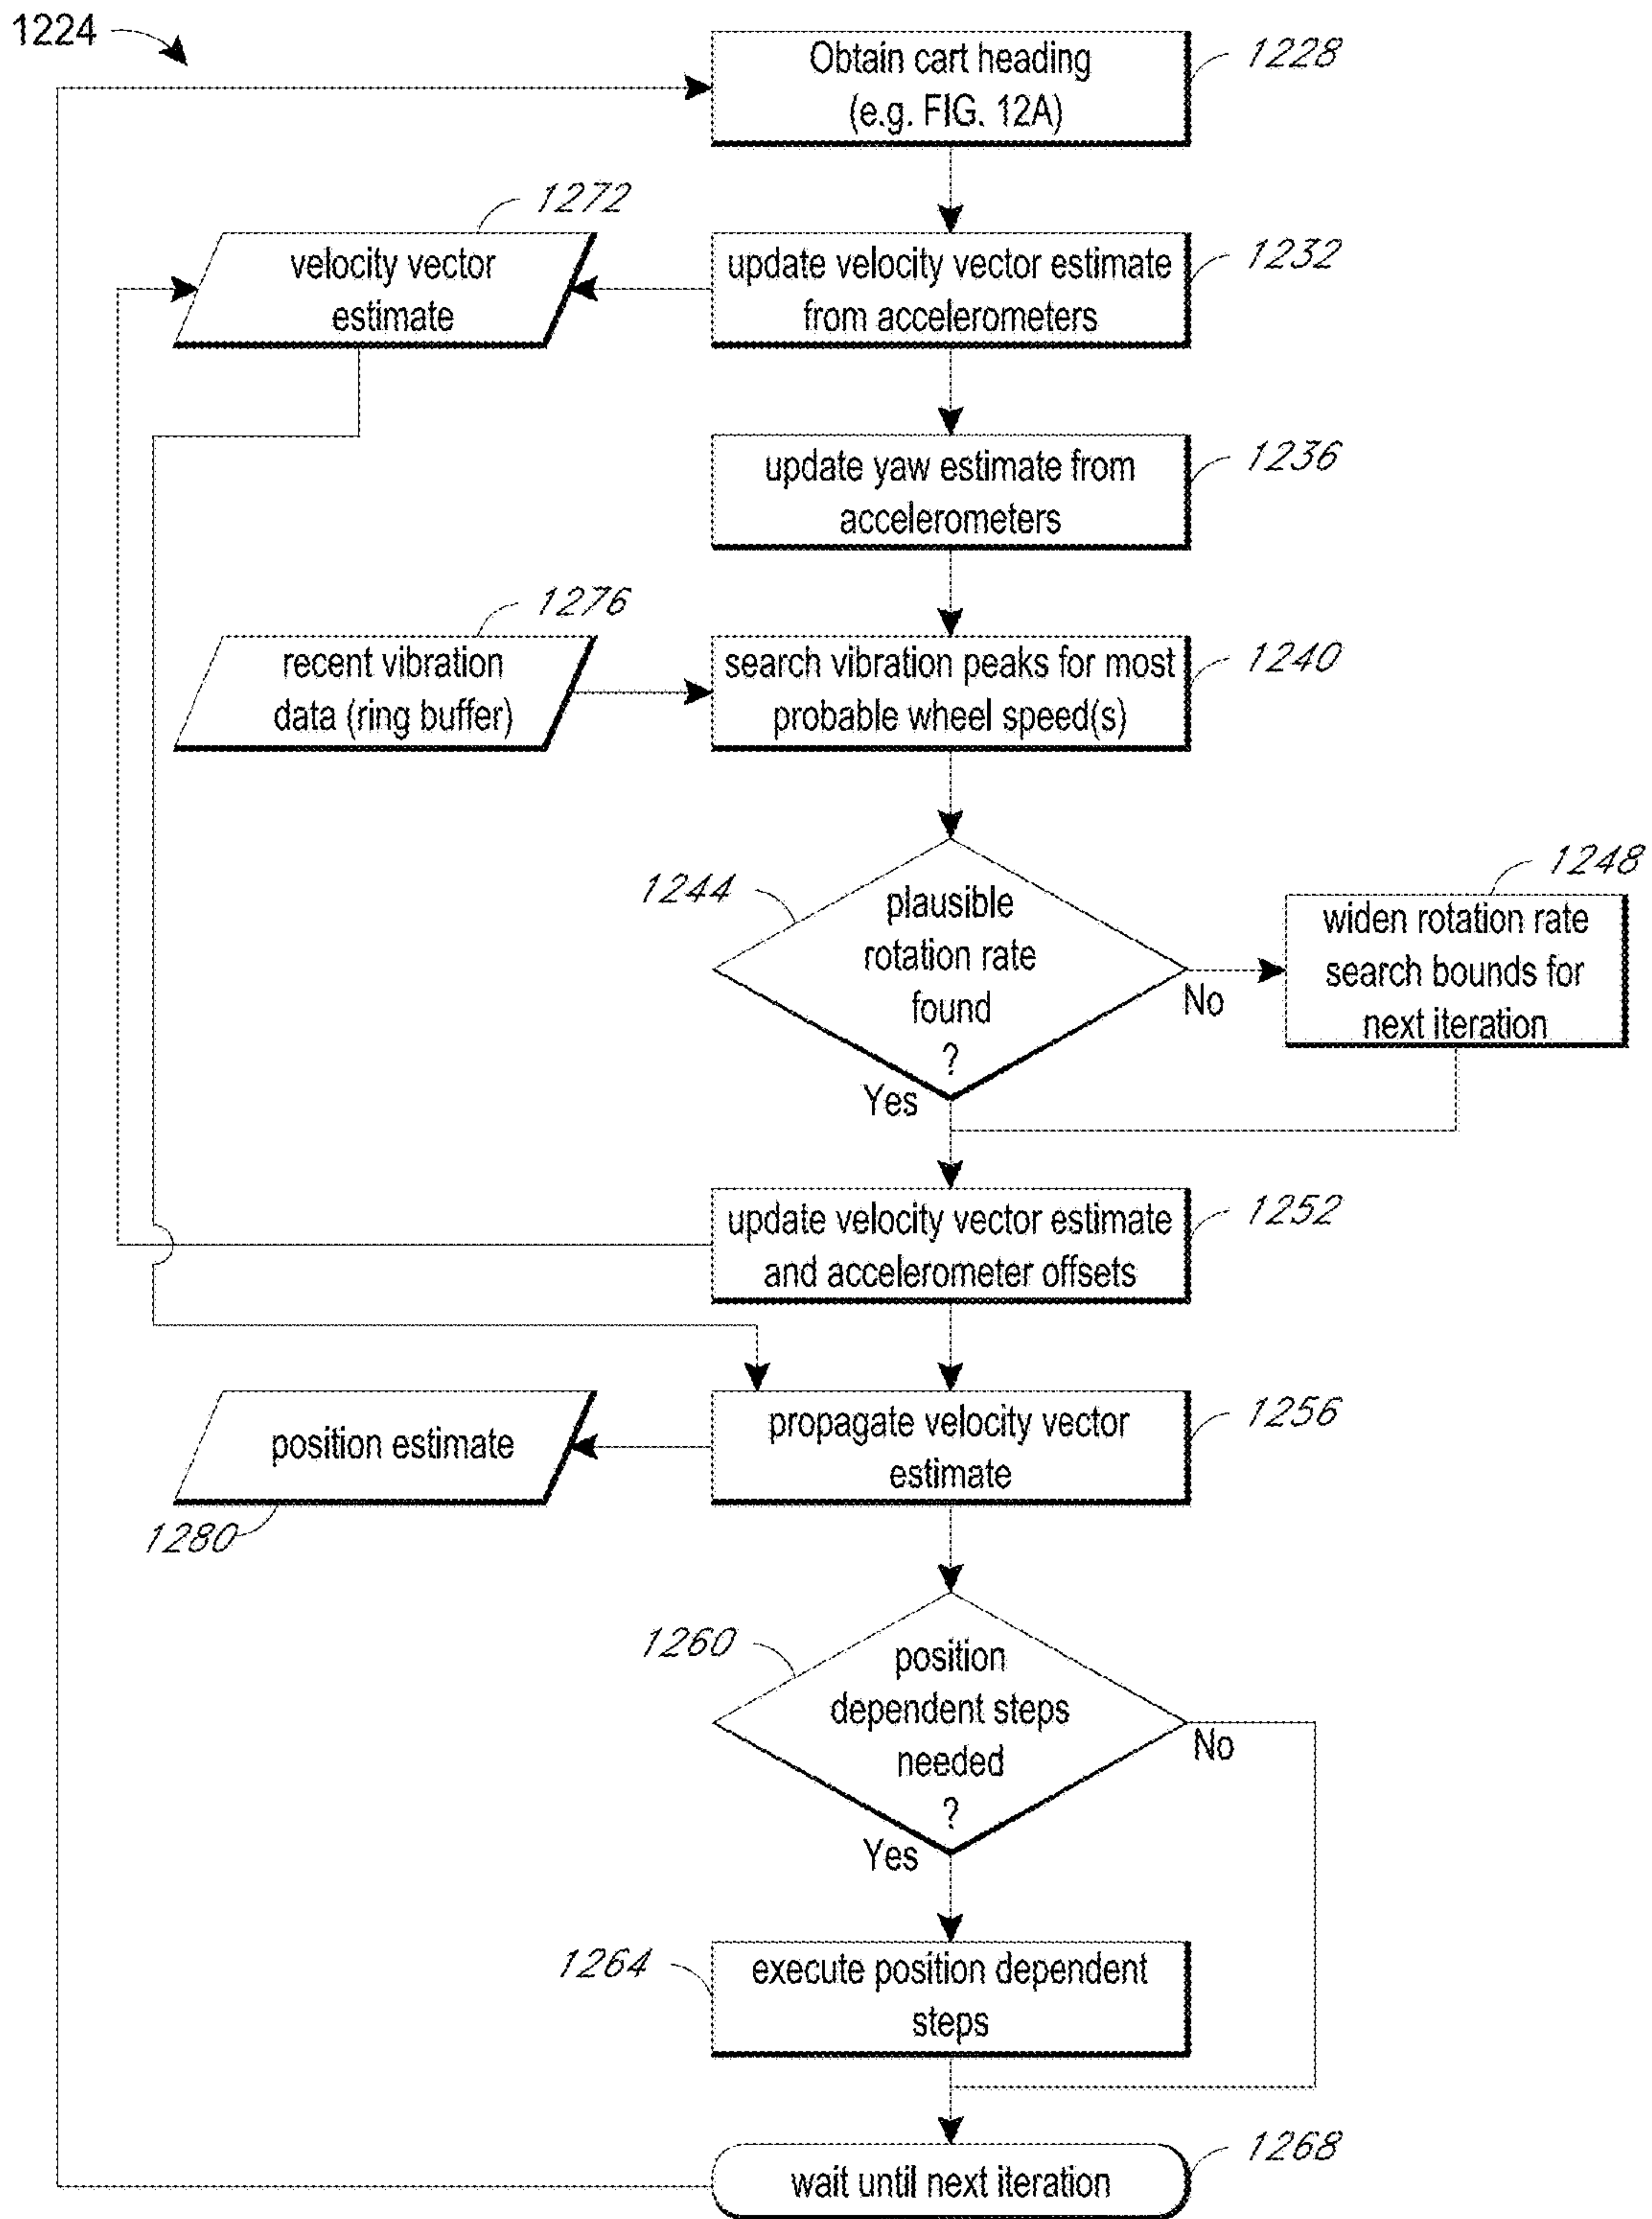 1224
Obtain cart heading
(e.g. FIG. 12A)
1228
1272
velocity vector
estimate
update velocity vector estimate
from accelerometers
1232
update yaw estimate from
accelerometers
1236
1276
recent vibration
data (ring buffer)
search vibration peaks for most
probable wheel speed(s)
1240
1244
plausible
rotation rate
found
?
Yes
No
1248
widen rotation rate
search bounds for
next iteration
update velocity vector estimate
and accelerometer offsets
1252
position estimate
1280
propagate velocity vector
estimate
1256
1260
position
dependent steps
needed
?
Yes
No
1264
execute position dependent
steps
wait until next iteration
1268